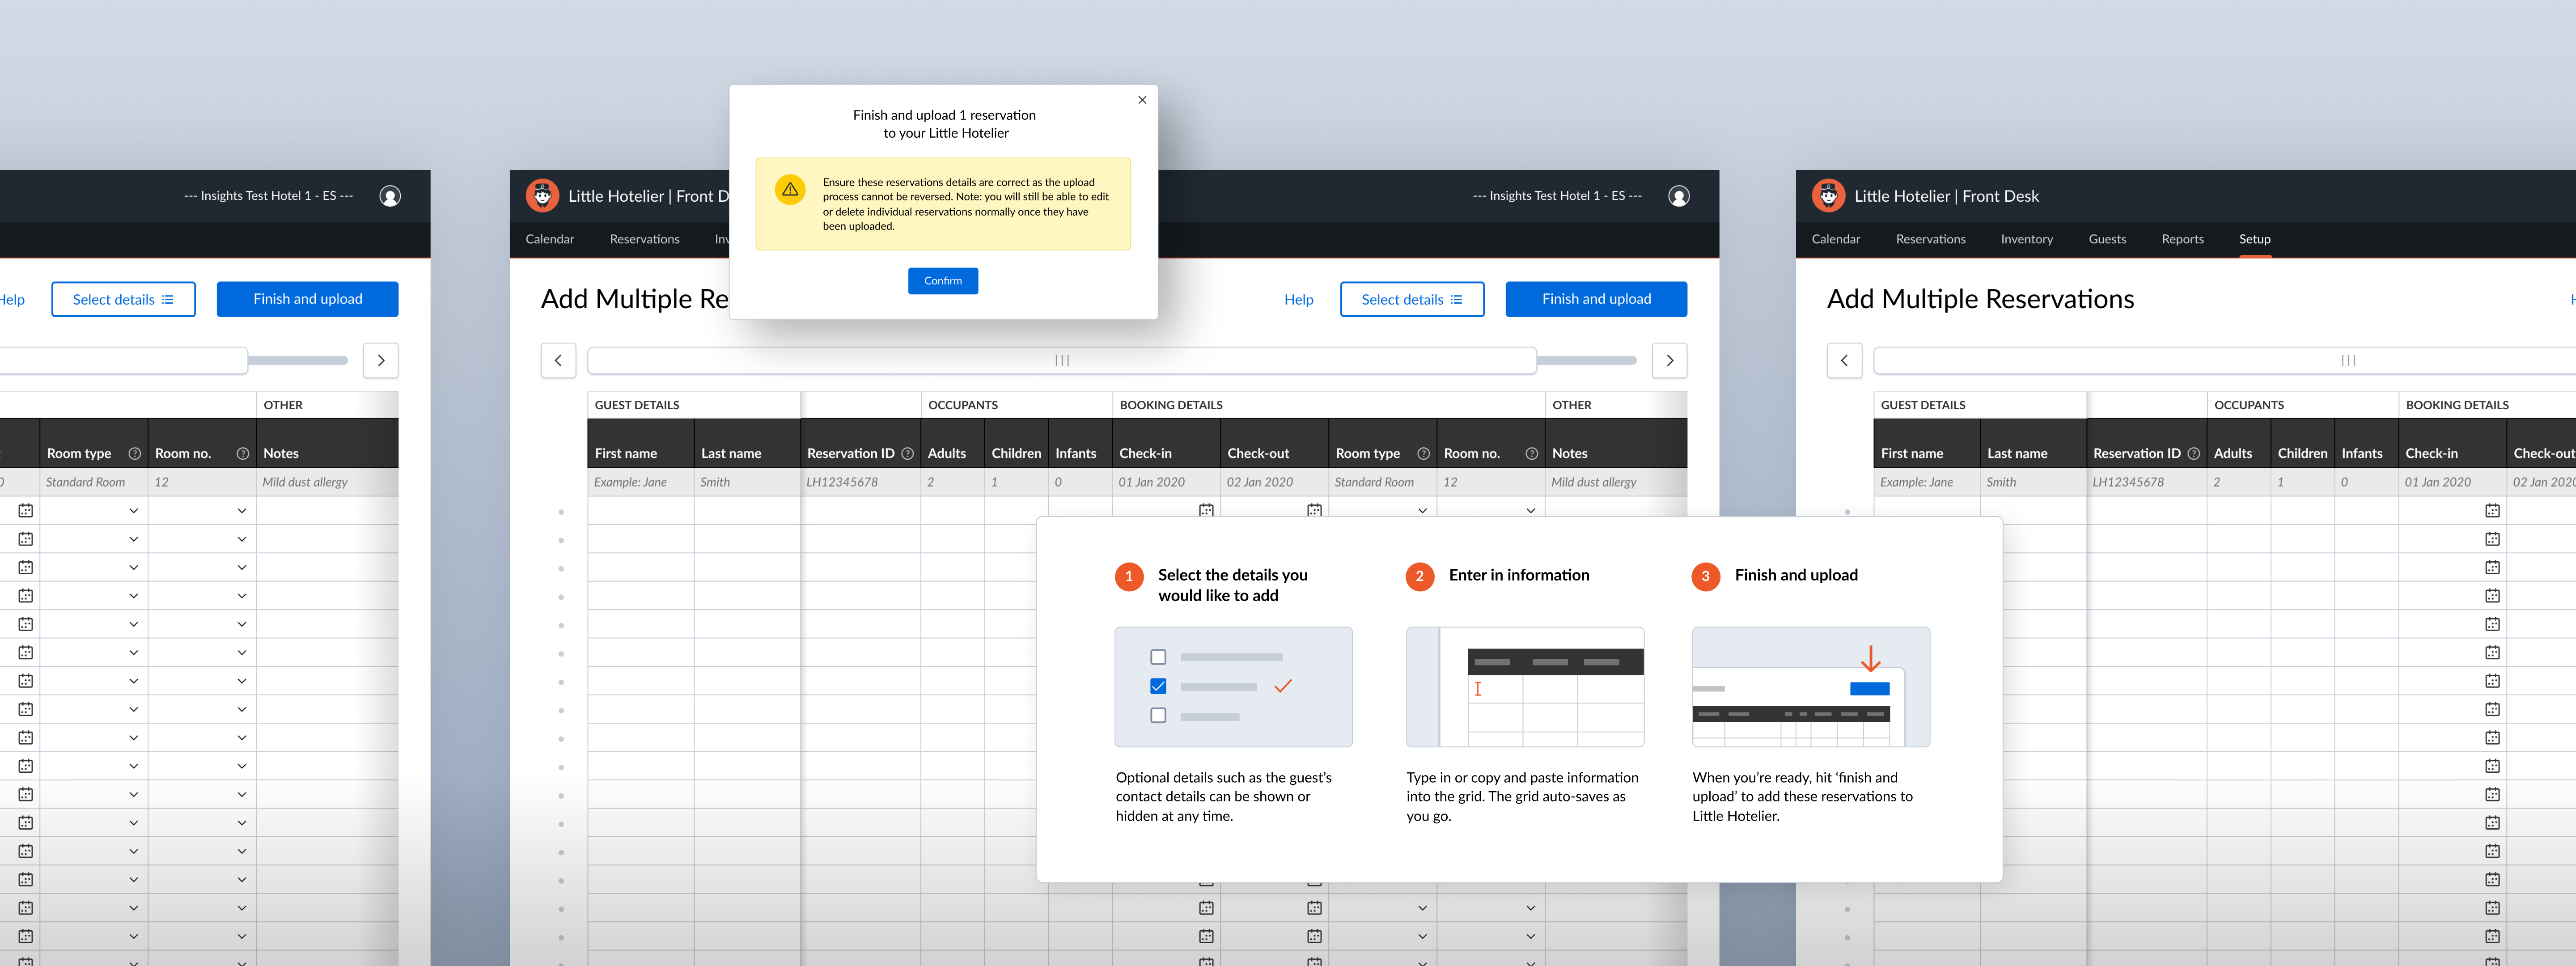 Finish and upload 1 reservation
to your Little Hotelier
Ensure these reservations details are correct as the upload
process cannot be reversed. Note: you will still be able to edit
or delete individual reservations normally once they have
been uploaded.
Confirm
--- Insights Test Hotel 1 - ES ---
Help
Select details
Finish and upload
OTHER
Room type ?
Room no. ?
Notes
Standard Room
12
Mild dust allergy
Little Hotelier | Front D
--- Insights Test Hotel 1 - ES ---
Calendar
Reservations
Inv
Add Multiple Re
Help
Select details
Finish and upload
GUEST DETAILS
OCCUPANTS
BOOKING DETAILS
OTHER
First name
Last name
Reservation ID ?
Adults
Children
Infants
Check-in
Check-out
Room type ?
Room no. ?
Notes
Example: Jane
Smith
LH12345678
2
1
0
01 Jan 2020
02 Jan 2020
Standard Room
12
Mild dust allergy
1
Select the details you
would like to add
Optional details such as the guest's
contact details can be shown or
hidden at any time.
2
Enter in information
Type in or copy and paste information
into the grid. The grid auto-saves as
you go.
3
Finish and upload
When you're ready, hit 'finish and
upload' to add these reservations to
Little Hotelier.
Little Hotelier | Front Desk
Calendar
Reservations
Inventory
Guests
Reports
Setup
Add Multiple Reservations
GUEST DETAILS
OCCUPANTS
BOOKING DETAILS
First name
Last name
Reservation ID ?
Adults
Children
Infants
Check-in
Check-out
Example: Jane
Smith
LH12345678
2
1
0
01 Jan 2020
02 Jan 2020